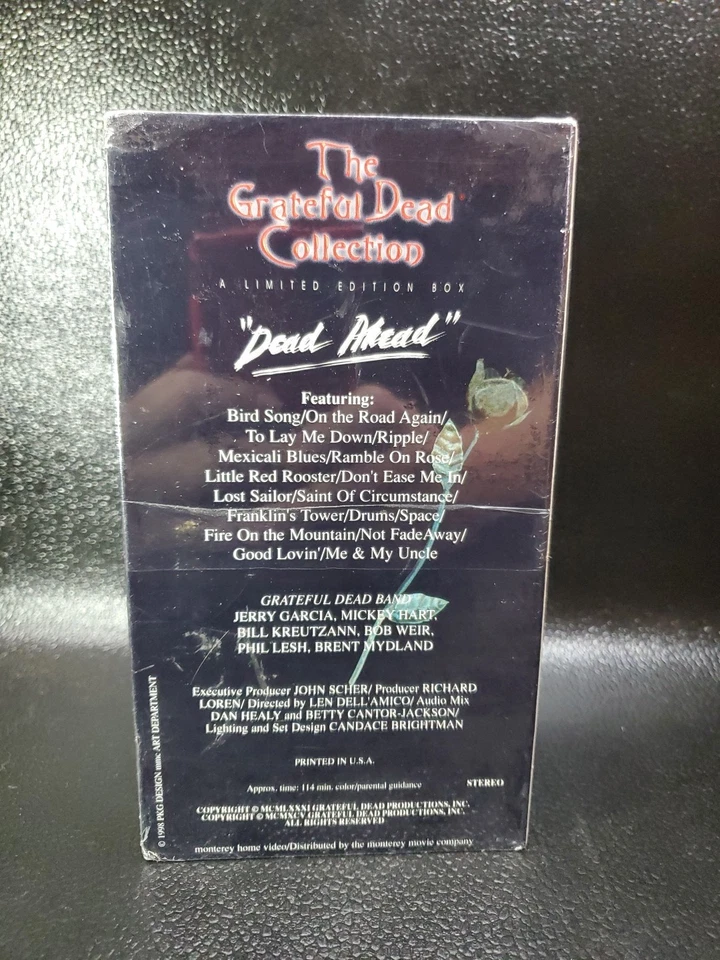 The
Grateful Dead
Collection
A LIMITED EDITION BOX
"Dead Ahead"
Featuring:
Bird Song/On the Road Again/
To Lay Me Down/Ripple/
Mexicali Blues/Ramble On Rose/
Little Red Rooster/Don't Ease Me In/
Lost Sailor/Saint Of Circumstance/
Franklin's Tower/Drums/Space/
Fire On the Mountain/Not FadeAway/
Good Lovin'/Me & My Uncle
GRATEFUL DEAD BAND
JERRY GARCIA, MICKEY HART,
BILL KREUTZANN, BOB WEIR,
PHIL LESH, BRENT MYDLAND
Executive Producer JOHN SCHER/ Producer RICHARD
LOREN/ Directed by LEN DELL'AMICO/ Audio Mix
DAN HEALY and BETTY CANTOR-JACKSON/
Lighting and Set Design CANDACE BRIGHTMAN
PRINTED IN U.S.A.
Approx. time: 114 min. color/parental guidance
STEREO
COPYRIGHT © MCMLXXXI GRATEFUL DEAD PRODUCTIONS, INC.
COPYRIGHT © MCMXCV GRATEFUL DEAD PRODUCTIONS, INC.
ALL RIGHTS RESERVED
monterey home video/Distributed by the monterey movie company
© 1998 PKG DESIGN mmc ART DEPARTMENT